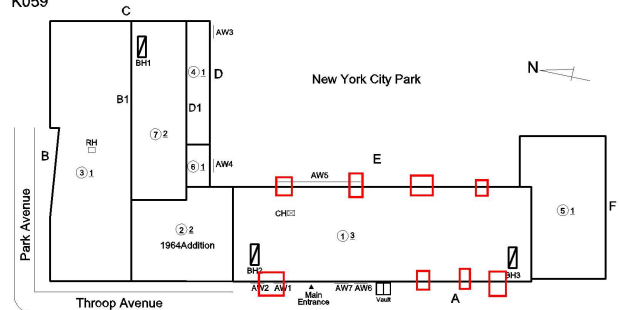 K059
C
AW3
BH1
④ 1
D
New York City Park
N
B1
D1
⑦ 2
RH
B
③ 1
⑥ 1
AW4
E
AW5
Park Avenue
② 2
1964Addition
CH
① 3
⑤ 1
F
BH2
BH3
AW2
AW1
Main
Entrance
AW7
AW6
Vault
A
Throop Avenue